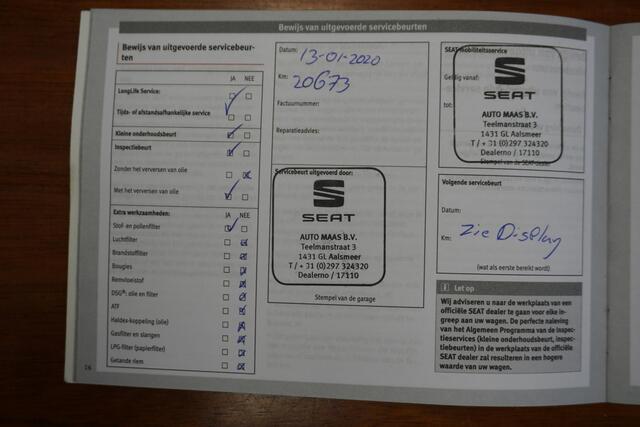 Bewijs van uitgevoerde servicebeurten
Bewijs van uitgevoerde servicebeur-
ten
JA NEE
LongLife Service:
Tijds- of afstandsafhankelijke service
Kleine onderhoudsbeurt
Inspectiebeurt
Zonder het verversen van olie
Met het verversen van olie
Extra werkzaamheden: JA NEE
Stof- en pollenfilter
Luchtfilter
Brandstoffilter
Bougies
Remvloeistof
DSG®: olie en filter
ATF
Haldex-koppeling (olie)
Gasfilter en slangen
LPG-filter (papierfilter)
Getande riem
16
Datum: 13-01-2020
Km: 20673
Factuurnummer:
Reparatieadvies:
Servicebeurt uitgevoerd door:
SEAT
AUTO MAAS B.V.
Teelmanstraat 3
1431 GL Aalsmeer
T / + 31 (0)297 324320
Dealerno / 17110
Stempel van de garage
SEAT-mobiliteitsservice
Geldig vanaf:
tot:
SEAT
AUTO MAAS B.V.
Teelmanstraat 3
1431 GL Aalsmeer
T / + 31 (0)297 324320
Dealerno / 17110
Stempel van de SEAT-dealer
Volgende servicebeurt
Datum:
Km: Zie Display
(wat als eerste bereikt wordt)
i Let op
Wij adviseren u naar de werkplaats van een
officiële SEAT dealer te gaan voor elke in-
greep aan uw wagen. De perfecte naleving
van het Algemeen Programma van de inspec-
tieservices (kleine onderhoudsbeurt, inspec-
tiebeurten) in de werkplaats van de officiële
SEAT dealer zal resulteren in een hogere
waarde van uw wagen.